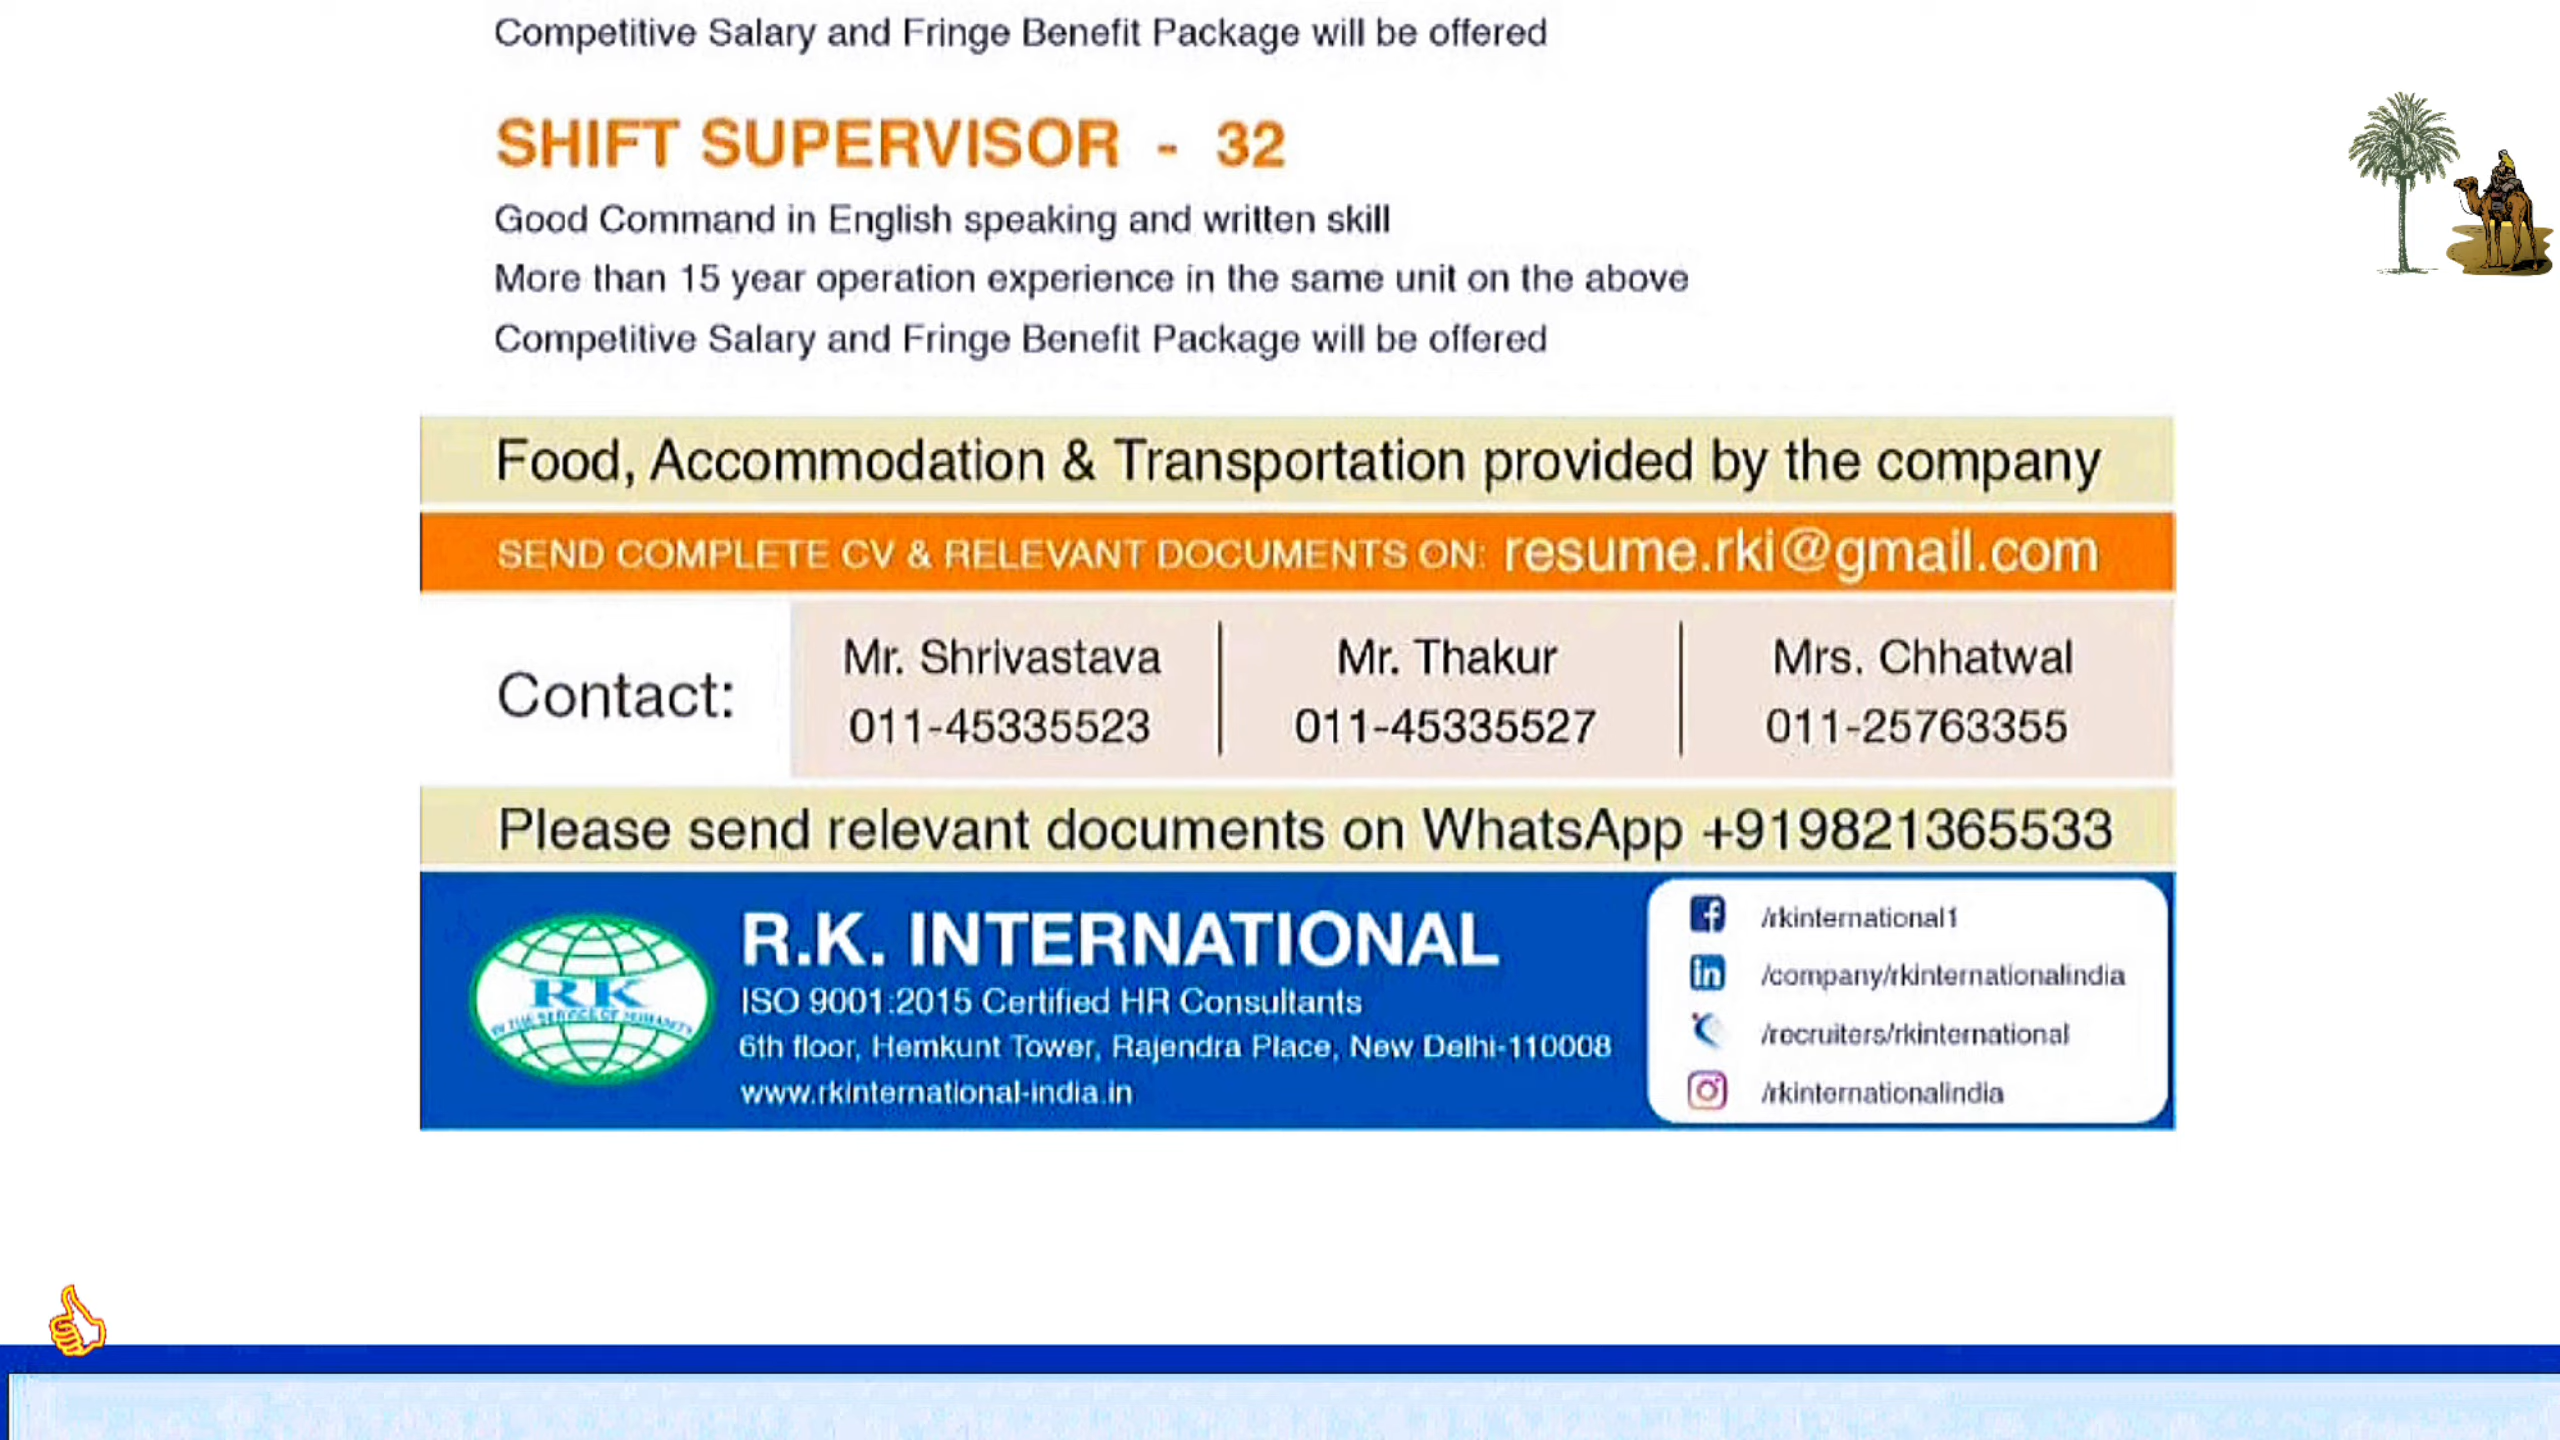 Competitive Salary and Fringe Benefit Package will be offered
SHIFT SUPERVISOR - 32
Good Command in English speaking and written skill
More than 15 year operation experience in the same unit on the above
Competitive Salary and Fringe Benefit Package will be offered
Food, Accommodation & Transportation provided by the company
SEND COMPLETE CV & RELEVANT DOCUMENTS ON: resume.rki@gmail.com
Contact:
Mr. Shrivastava
011-45335523
Mr. Thakur
011-45335527
Mrs. Chhatwal
011-25763355
Please send relevant documents on WhatsApp +919821365533
RK
IN THE SERVICE OF HUMANITY
R.K. INTERNATIONAL
ISO 9001:2015 Certified HR Consultants
6th floor, Hemkunt Tower, Rajendra Place, New Delhi-110008
www.rkinternational-india.in
/rkinternational1
/company/rkinternationalindia
/recruiters/rkinternational
/rkinternationalindia